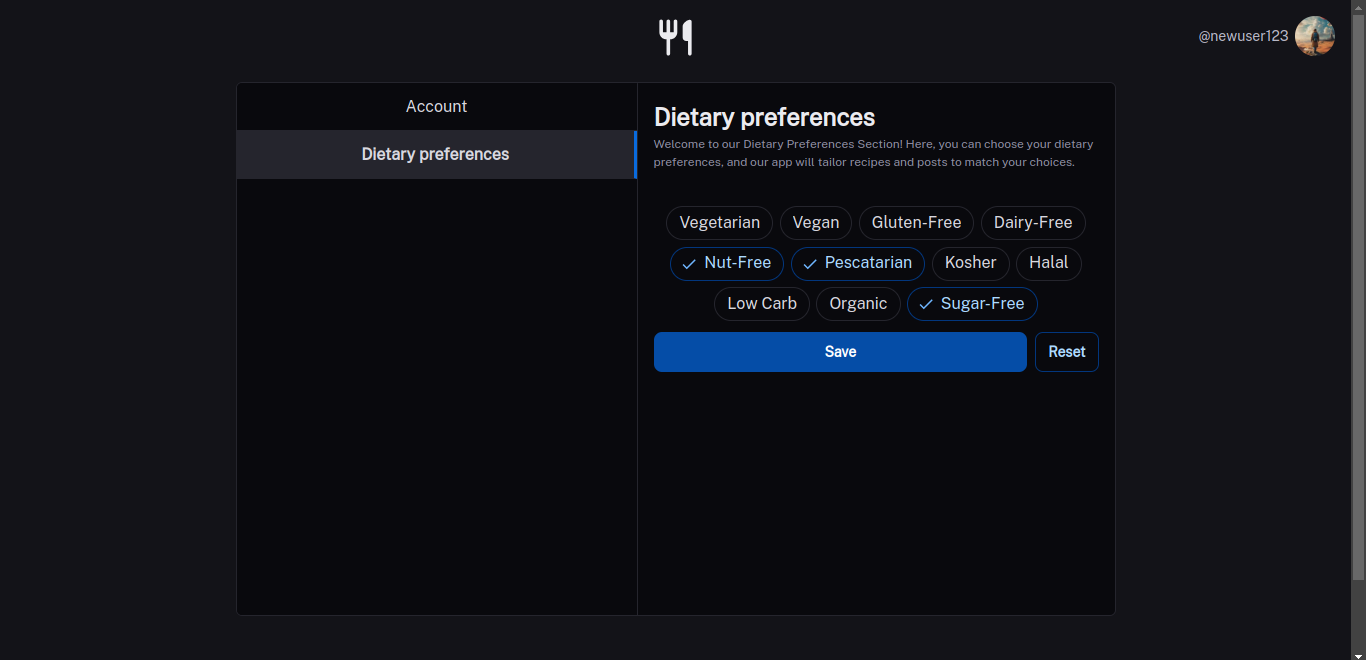 @newuser123
Account
Dietary preferences
Dietary preferences
Welcome to our Dietary Preferences Section! Here, you can choose your dietary
preferences, and our app will tailor recipes and posts to match your choices.
Vegetarian Vegan Gluten-Free Dairy-Free
Nut-Free Pescatarian Kosher Halal
Low Carb Organic Sugar-Free
Save Reset